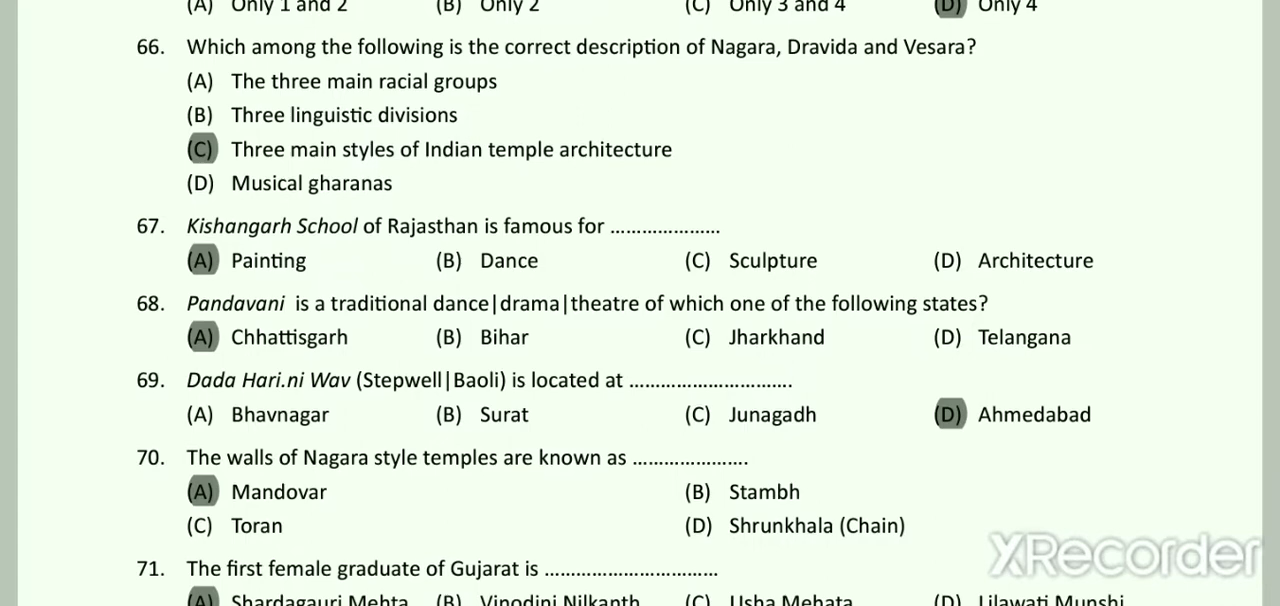 (A) Only 1 and 2 (B) Only 2 (C) Only 3 and 4 (D) Only 4
66. Which among the following is the correct description of Nagara, Dravida and Vesara?
(A) The three main racial groups
(B) Three linguistic divisions
(C) Three main styles of Indian temple architecture
(D) Musical gharanas
67. Kishangarh School of Rajasthan is famous for .....................
(A) Painting (B) Dance (C) Sculpture (D) Architecture
68. Pandavani is a traditional dance|drama|theatre of which one of the following states?
(A) Chhattisgarh (B) Bihar (C) Jharkhand (D) Telangana
69. Dada Hari.ni Wav (Stepwell|Baoli) is located at ..............................
(A) Bhavnagar (B) Surat (C) Junagadh (D) Ahmedabad
70. The walls of Nagara style temples are known as .....................
(A) Mandovar (B) Stambh
(C) Toran (D) Shrunkhala (Chain)
71. The first female graduate of Gujarat is ................................
(A) Shardagauri Mehta (B) Vinodini Nilkanth (C) Usha Mehata (D) Lilawati Munshi
XRecorder